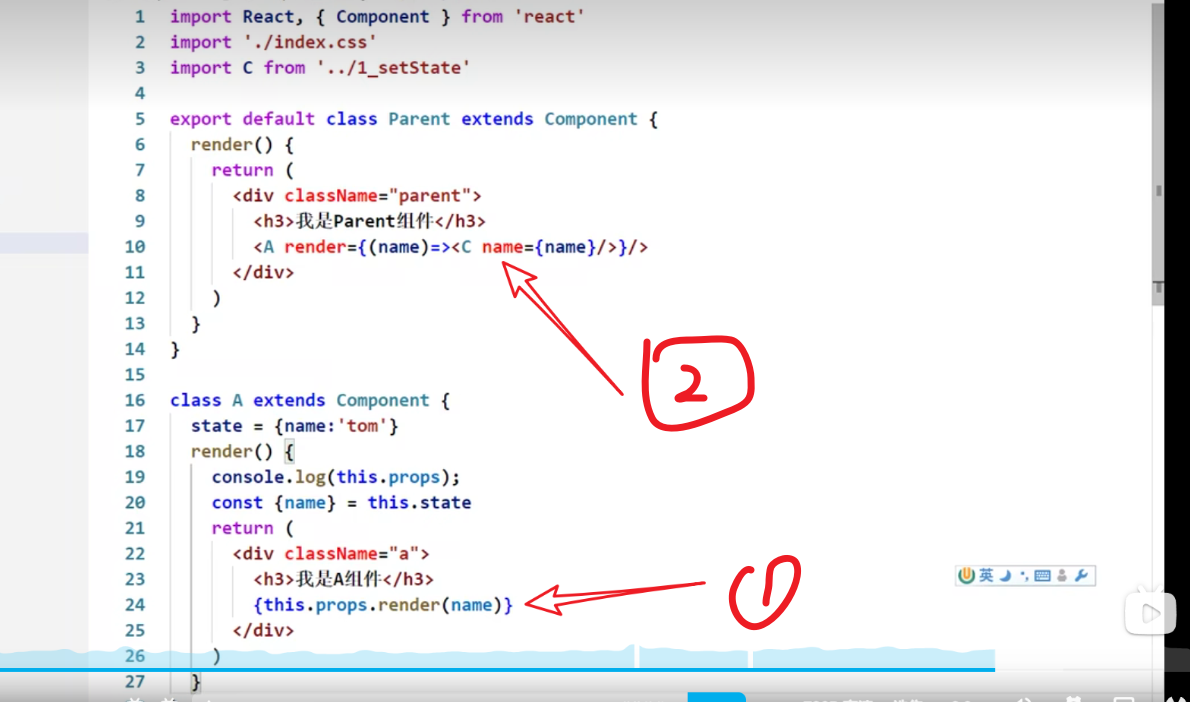 1 import React, { Component } from 'react'
2 import './index.css'
3 import C from '../1_setState'
4
5 export default class Parent extends Component {
6 render() {
7 return (
8 <div className="parent">
9 <h3>我是Parent组件</h3>
10 <A render={(name)=><C name={name}/>}/>
11 </div>
12 )
13 }
14 }
15
16 class A extends Component {
17 state = {name:'tom'}
18 render() {
19 console.log(this.props);
20 const {name} = this.state
21 return (
22 <div className="a">
23 <h3>我是A组件</h3>
24 {this.props.render(name)}
25 </div>
26 )
27 }
2
1
英